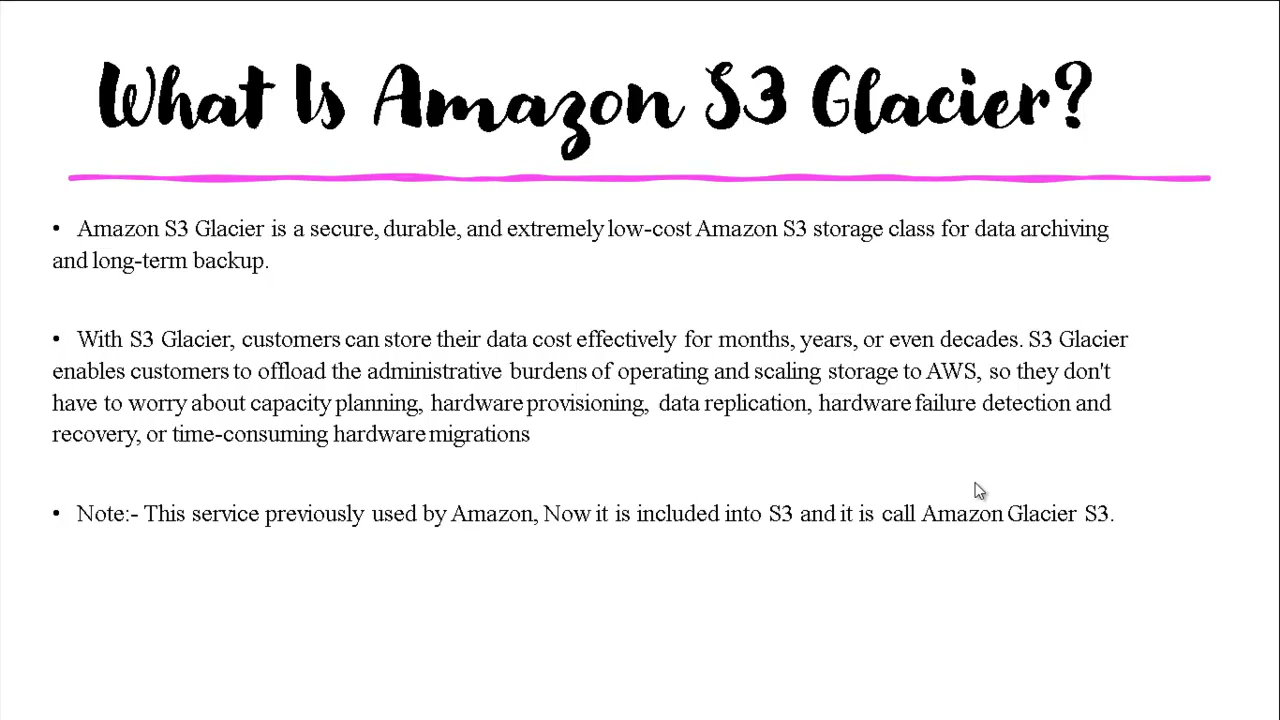 What Is Amazon S3 Glacier?
• Amazon S3 Glacier is a secure, durable, and extremely low-cost Amazon S3 storage class for data archiving
and long-term backup.
• With S3 Glacier, customers can store their data cost effectively for months, years, or even decades. S3 Glacier
enables customers to offload the administrative burdens of operating and scaling storage to AWS, so they don't
have to worry about capacity planning, hardware provisioning, data replication, hardware failure detection and
recovery, or time-consuming hardware migrations
• Note:- This service previously used by Amazon, Now it is included into S3 and it is call Amazon Glacier S3.